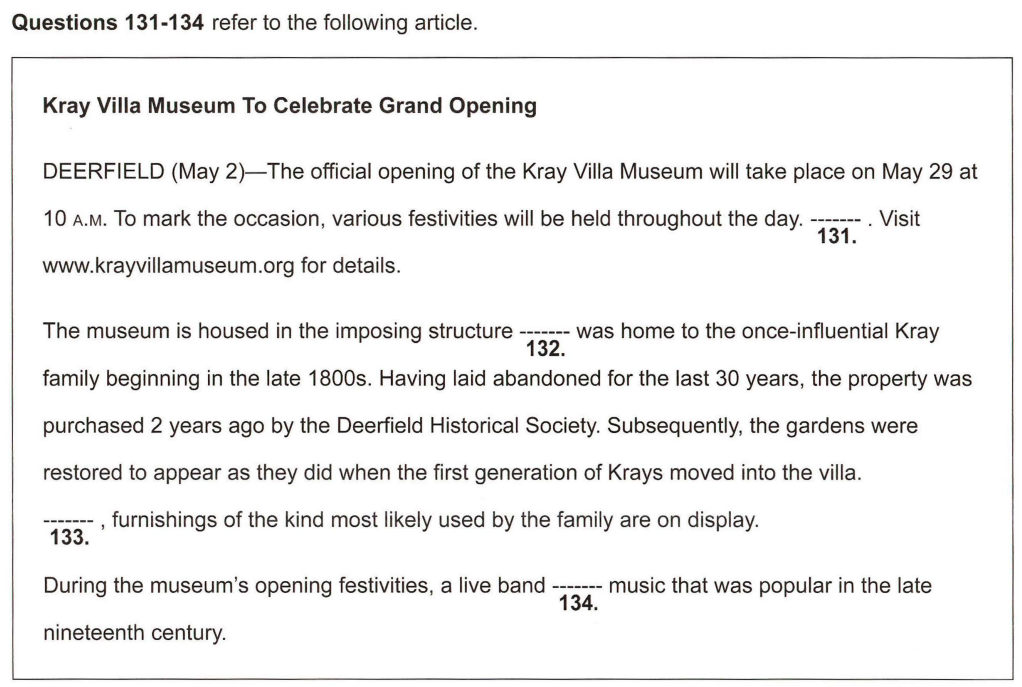 Questions 131-134 refer to the following article.
Kray Villa Museum To Celebrate Grand Opening
DEERFIELD (May 2)—The official opening of the Kray Villa Museum will take place on May 29 at
10 A.M. To mark the occasion, various festivities will be held throughout the day. ------- . Visit
131.
www.krayvillamuseum.org for details.
The museum is housed in the imposing structure ------- was home to the once-influential Kray
132.
family beginning in the late 1800s. Having laid abandoned for the last 30 years, the property was
purchased 2 years ago by the Deerfield Historical Society. Subsequently, the gardens were
restored to appear as they did when the first generation of Krays moved into the villa.
------- , furnishings of the kind most likely used by the family are on display.
133.
During the museum's opening festivities, a live band ------- music that was popular in the late
134.
nineteenth century.